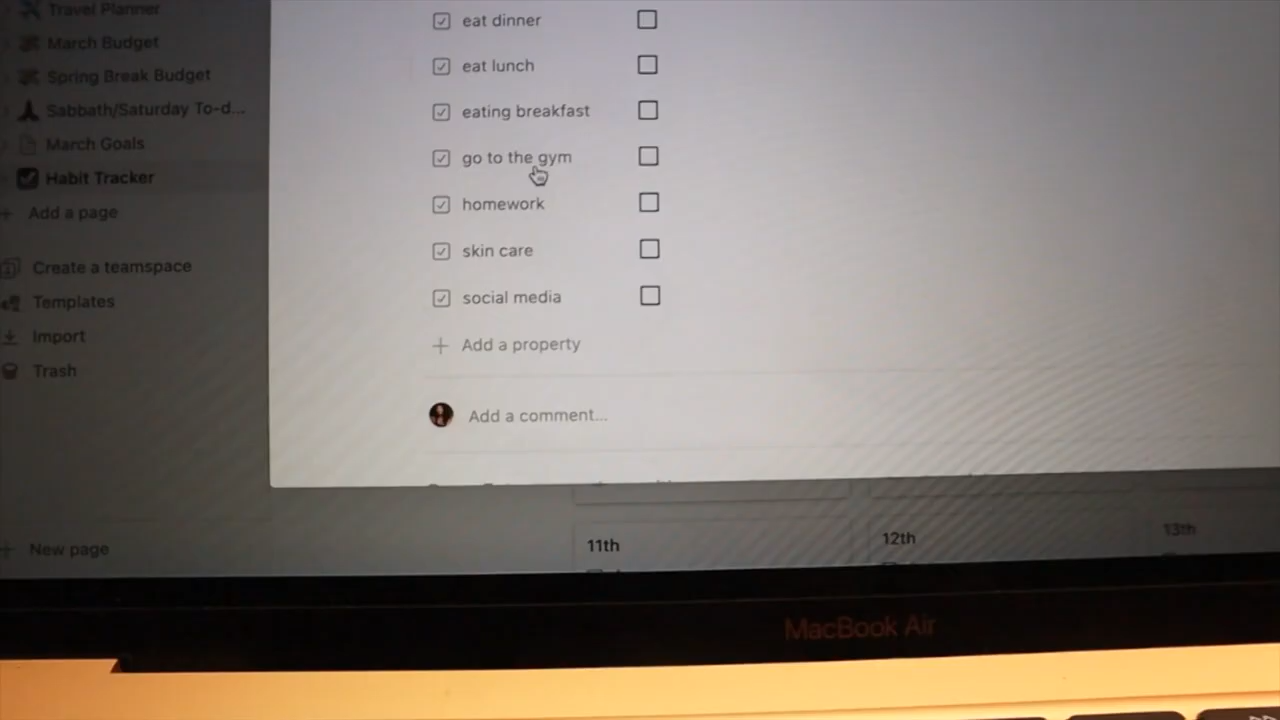 Travel Planner
March Budget
Spring Break Budget
Sabbath/Saturday To-d...
March Goals
Habit Tracker
Add a page
Create a teamspace
Templates
Import
Trash
New page
eat dinner
eat lunch
eating breakfast
go to the gym
homework
skin care
social media
Add a property
Add a comment...
11th
12th
13th
MacBook Air